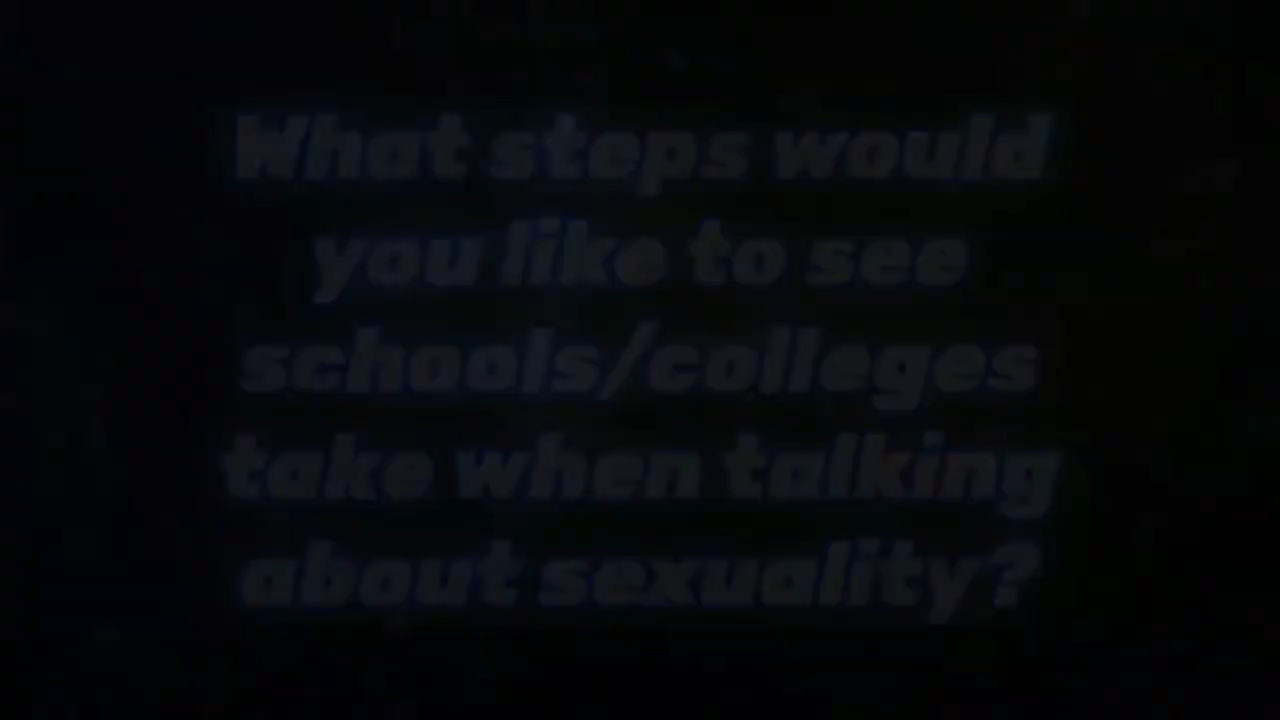 What steps would
you like to see
schools/colleges
take when talking
about sexuality?